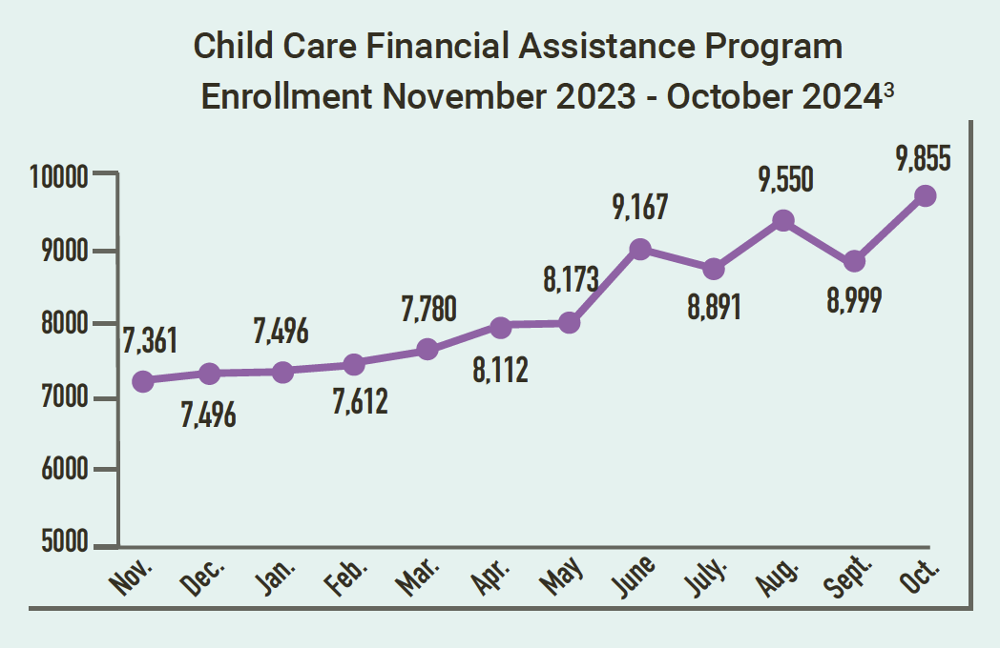 Child Care Financial Assistance Program
Enrollment November 2023 - October 2024³
10000
9000
8000
7000
6000
5000
7,361
7,496
7,496
7,612
7,780
8,112
8,173
9,167
8,891
9,550
8,999
9,855
Nov.
Dec.
Jan.
Feb.
Mar.
Apr.
May
June
July.
Aug.
Sept.
Oct.